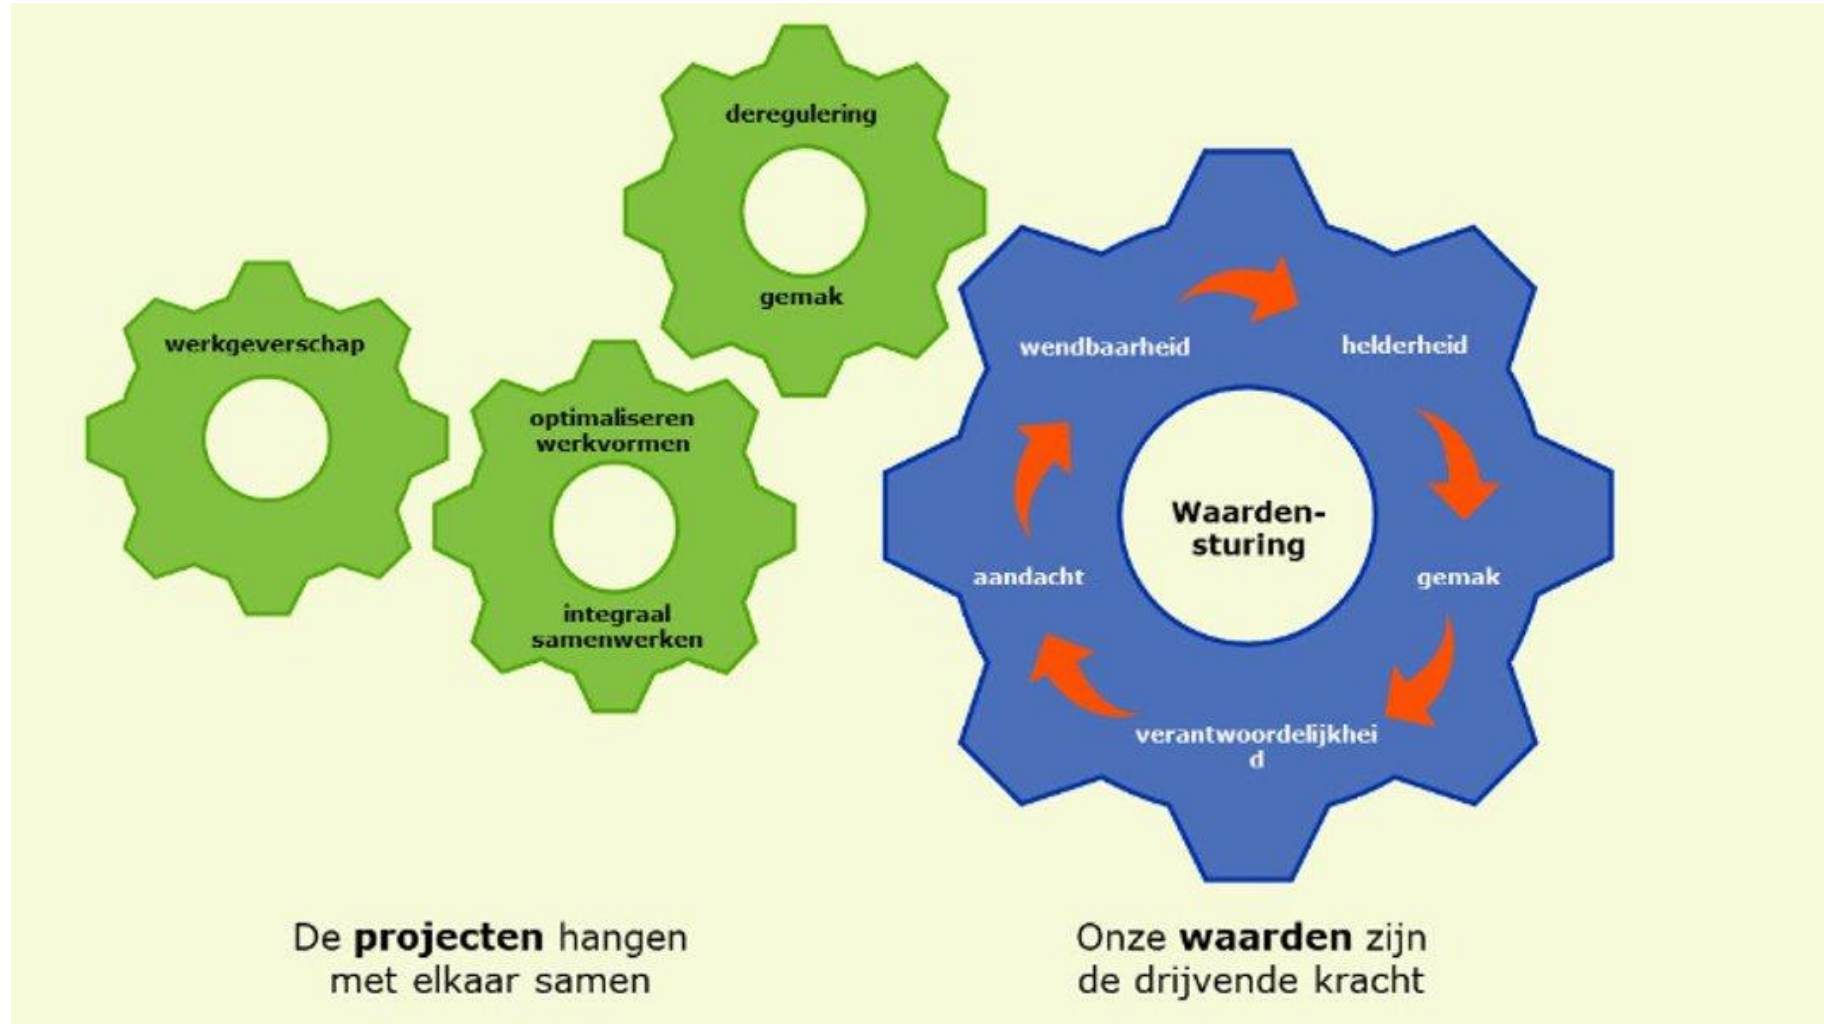 deregulering
gemak
werkgeverschap
optimaliseren
werkvormen
integraal
samenwerken
wendbaarheid
helderheid
Waarden-
sturing
aandacht
gemak
verantwoordelijkhei
d
De projecten hangen
met elkaar samen
Onze waarden zijn
de drijvende kracht